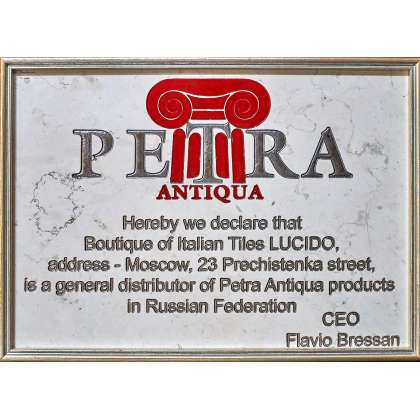 PETRA
ANTIQUA
Hereby we declare that
Boutique of Italian Tiles LUCIDO,
address - Moscow, 23 Prechistenka street,
is a general distributor of Petra Antiqua products
in Russian Federation
CEO
Flavio Bressan